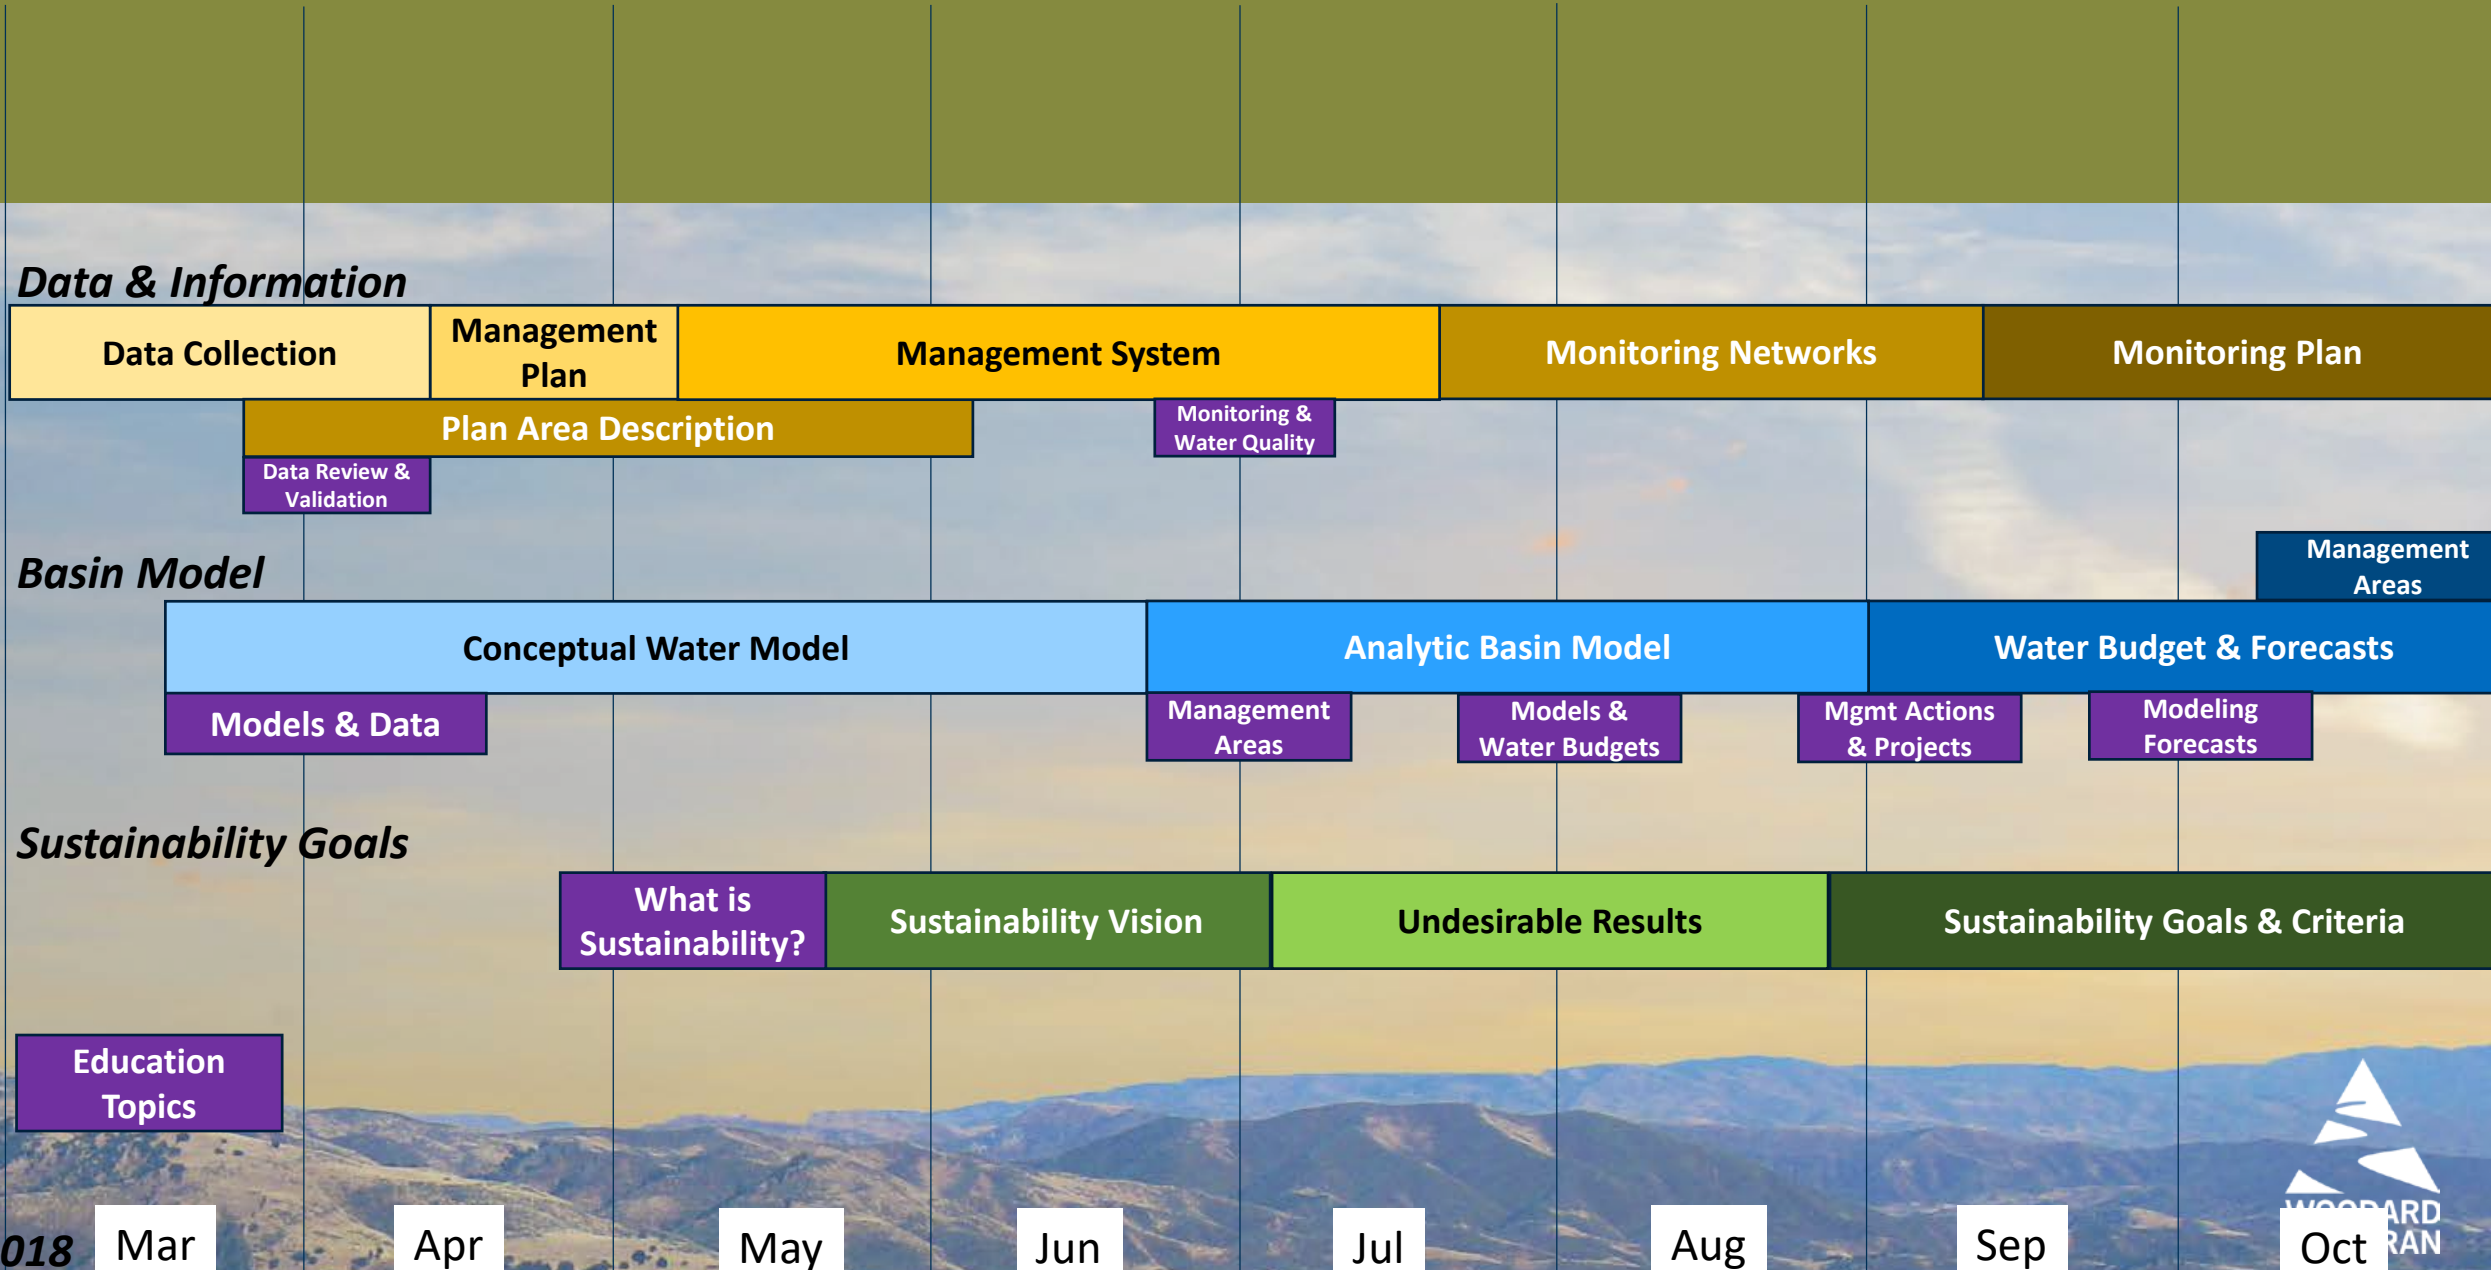 Data & Information
Data Collection
Management
Plan
Management System
Monitoring Networks
Monitoring Plan
Plan Area Description
Monitoring &
Water Quality
Data Review &
Validation
Basin Model
Management
Areas
Conceptual Water Model
Analytic Basin Model
Water Budget & Forecasts
Models & Data
Management
Areas
Models &
Water Budgets
Mgmt Actions
& Projects
Modeling
Forecasts
Sustainability Goals
What is
Sustainability?
Sustainability Vision
Undesirable Results
Sustainability Goals & Criteria
Education
Topics
018 Mar Apr May Jun Jul Aug Sep Oct